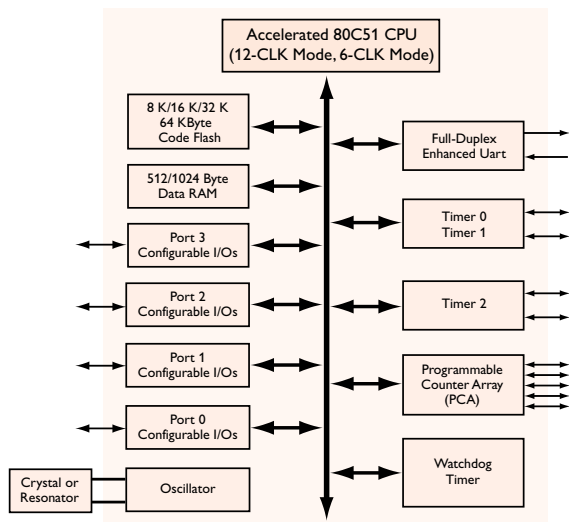 Accelerated 80C51 CPU
(12-CLK Mode, 6-CLK Mode)
8 K/16 K/32 K
64 KByte
Code Flash
512/1024 Byte
Data RAM
Port 3
Configurable I/Os
Port 2
Configurable I/Os
Port 1
Configurable I/Os
Port 0
Configurable I/Os
Crystal or
Resonator
Oscillator
Full-Duplex
Enhanced Uart
Timer 0
Timer 1
Timer 2
Programmable
Counter Array
(PCA)
Watchdog
Timer